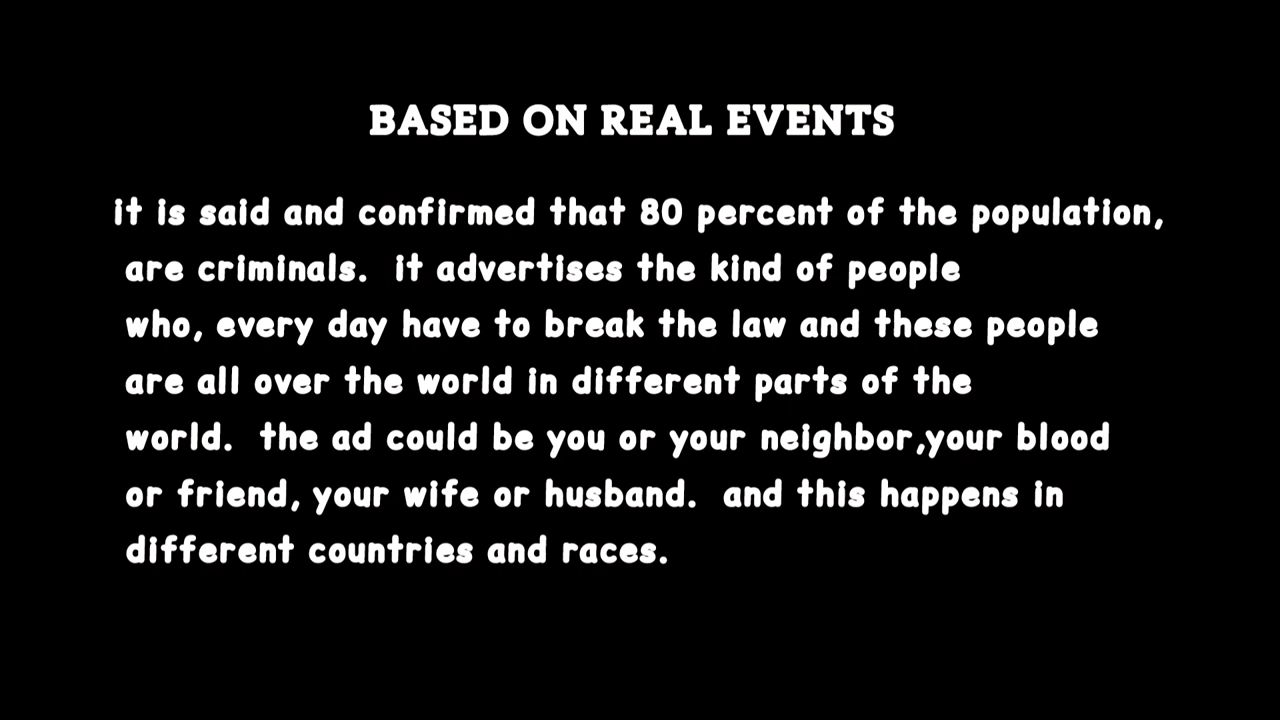 BASED ON REAL EVENTS
it is said and confirmed that 80 percent of the population,
are criminals. it advertises the kind of people
who, every day have to break the law and these people
are all over the world in different parts of the
world. the ad could be you or your neighbor,your blood
or friend, your wife or husband. and this happens in
different countries and races.